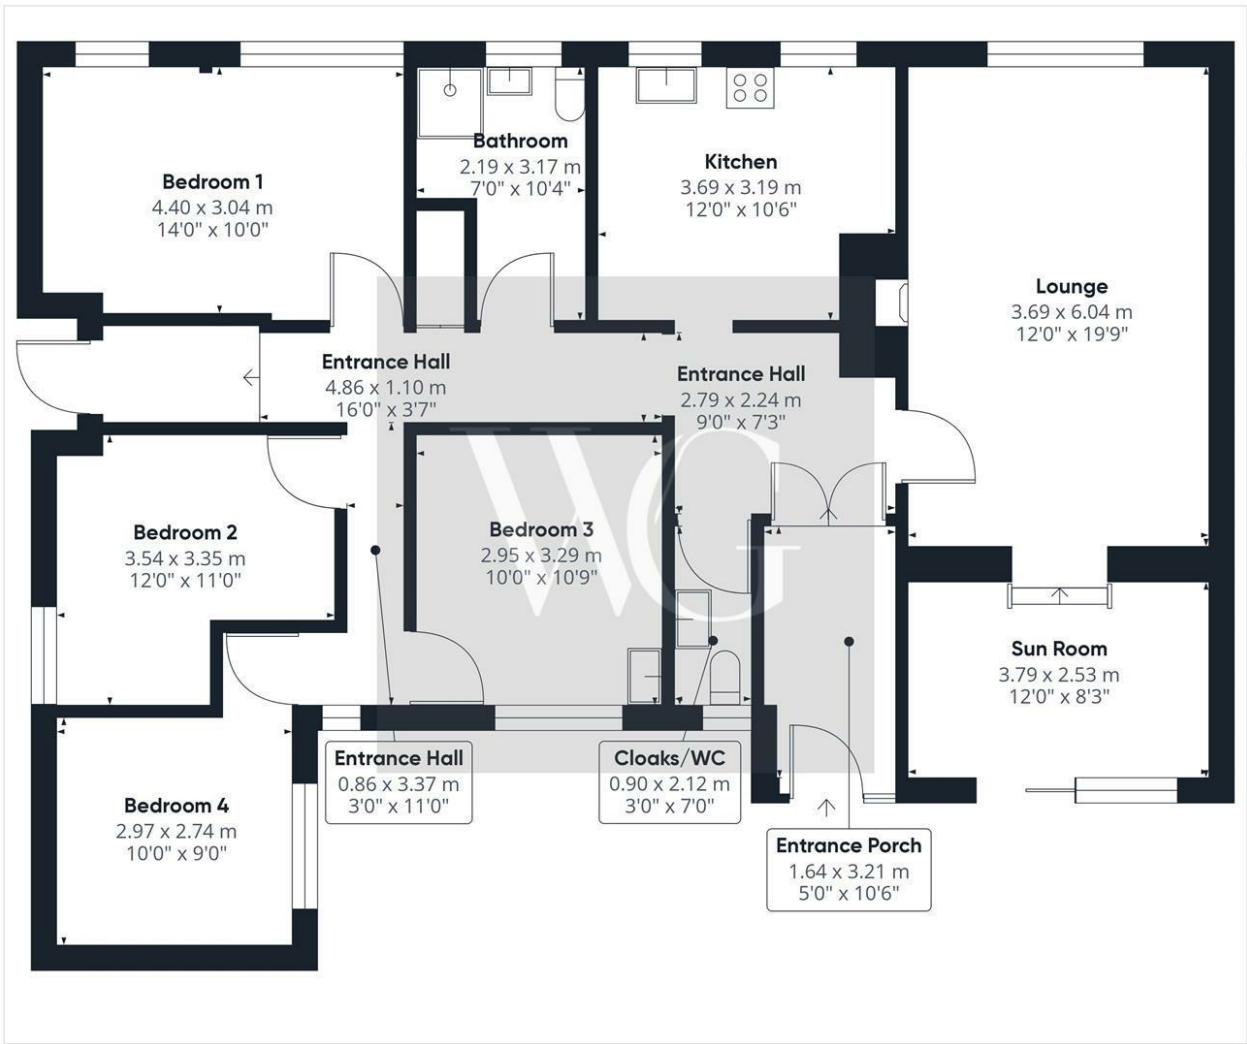 Bedroom 1
4.40 x 3.04 m
14'0" x 10'0"
Bathroom
2.19 x 3.17 m
7'0" x 10'4"
Kitchen
3.69 x 3.19 m
12'0" x 10'6"
Lounge
3.69 x 6.04 m
12'0" x 19'9"
Entrance Hall
4.86 x 1.10 m
16'0" x 3'7"
Entrance Hall
2.79 x 2.24 m
9'0" x 7'3"
WG
Bedroom 2
3.54 x 3.35 m
12'0" x 11'0"
Bedroom 3
2.95 x 3.29 m
10'0" x 10'9"
Sun Room
3.79 x 2.53 m
12'0" x 8'3"
Bedroom 4
2.97 x 2.74 m
10'0" x 9'0"
Entrance Hall
0.86 x 3.37 m
3'0" x 11'0"
Cloaks/WC
0.90 x 2.12 m
3'0" x 7'0"
Entrance Porch
1.64 x 3.21 m
5'0" x 10'6"